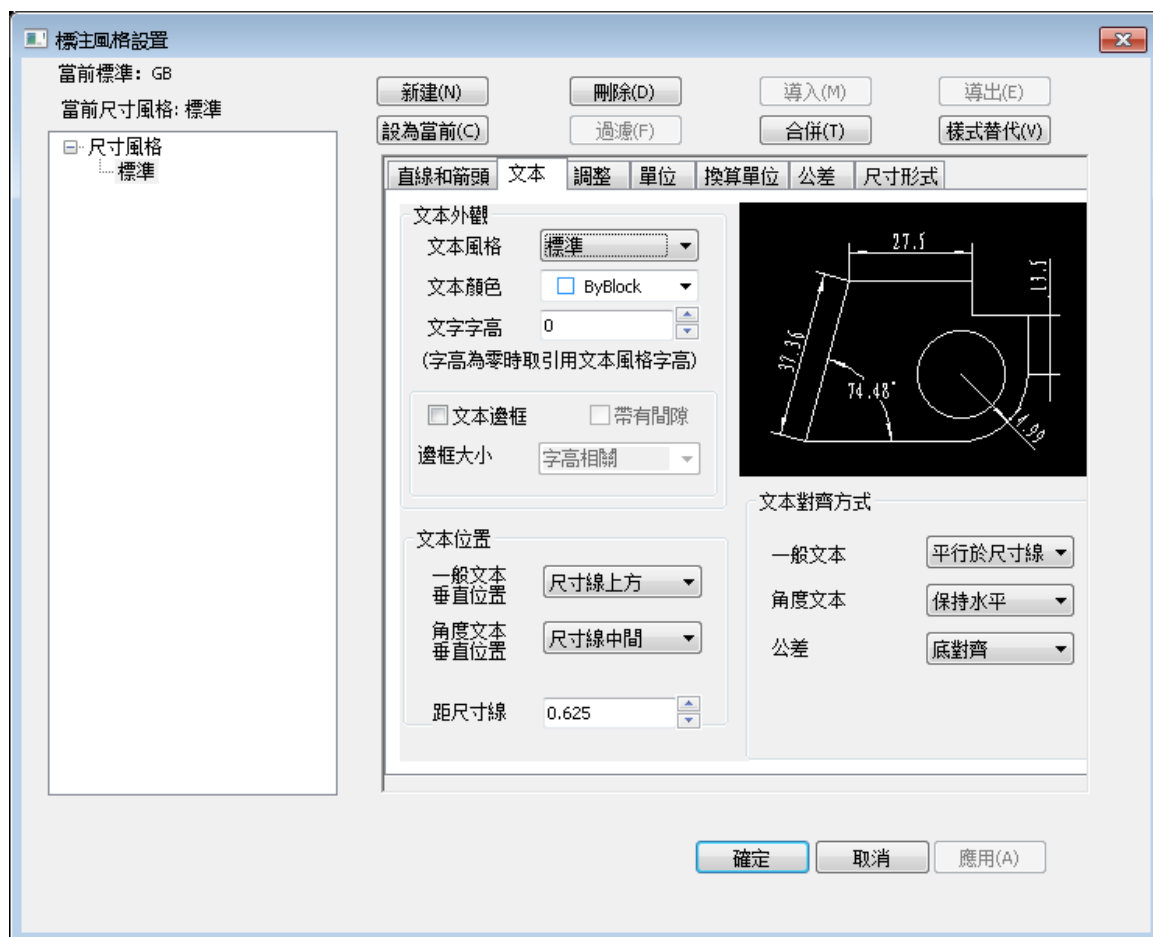 標注風格設置
當前標準: GB
當前尺寸風格: 標準
尺寸風格
標準
新建(N)
刪除(D)
導入(M)
導出(E)
設為當前(C)
過濾(F)
合併(T)
樣式替代(V)
直線和箭頭 文本 調整 單位 換算單位 公差 尺寸形式
文本外觀
文本風格 標準
文本顏色 ByBlock
文字字高 0
(字高為零時取引用文本風格字高)
文本邊框 帶有間隙
邊框大小 字高相關
27.5
13.5
37.36
74.48°
4.99
文本位置
一般文本
垂直位置
尺寸線上方
角度文本
垂直位置
尺寸線中間
距尺寸線 0.625
文本對齊方式
一般文本 平行於尺寸線
角度文本 保持水平
公差 底對齊
確定 取消 應用(A)